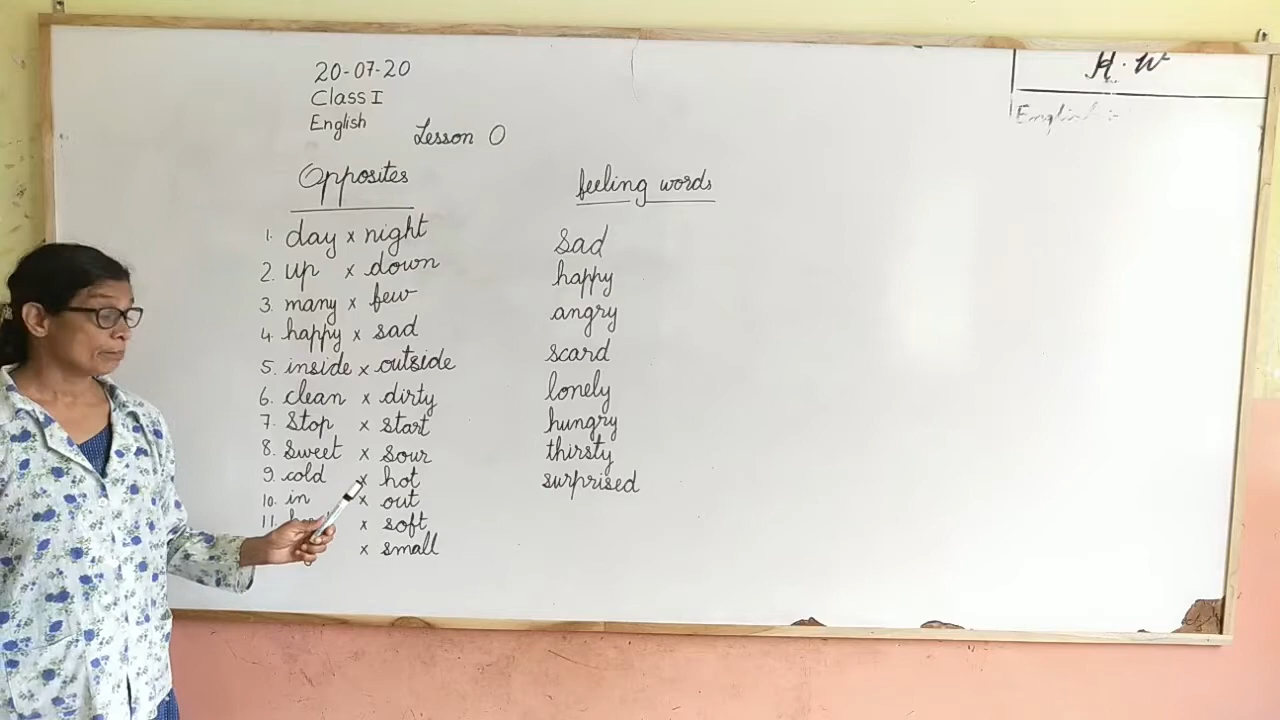 20-07-20
Class I
English
Lesson 0
Opposites
1. day x night
2. up x down
3. many x few
4. happy x sad
5. inside x outside
6. clean x dirty
7. Stop x start
8. Sweet x sour
9. cold x hot
10. in x out
11. x soft
x small
feeling words
Sad
happy
angry
scard
lonely
hungry
thirsty
surprised
H.W
English :-